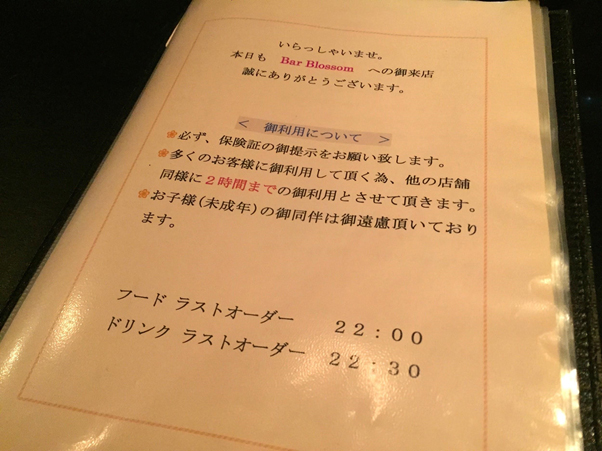 いらっしゃいませ。
本日も Bar Blossom への御来店
誠にありがとうございます。
＜ 御利用について ＞
必ず、保険証の御提示をお願い致します。
多くのお客様に御利用して頂く為、他の店舗
同様に２時間までの御利用とさせて頂きます。
お子様(未成年)の御同伴は御遠慮頂いており
ます。
フード ラストオーダー ２２：００
ドリンク ラストオーダー ２２：３０